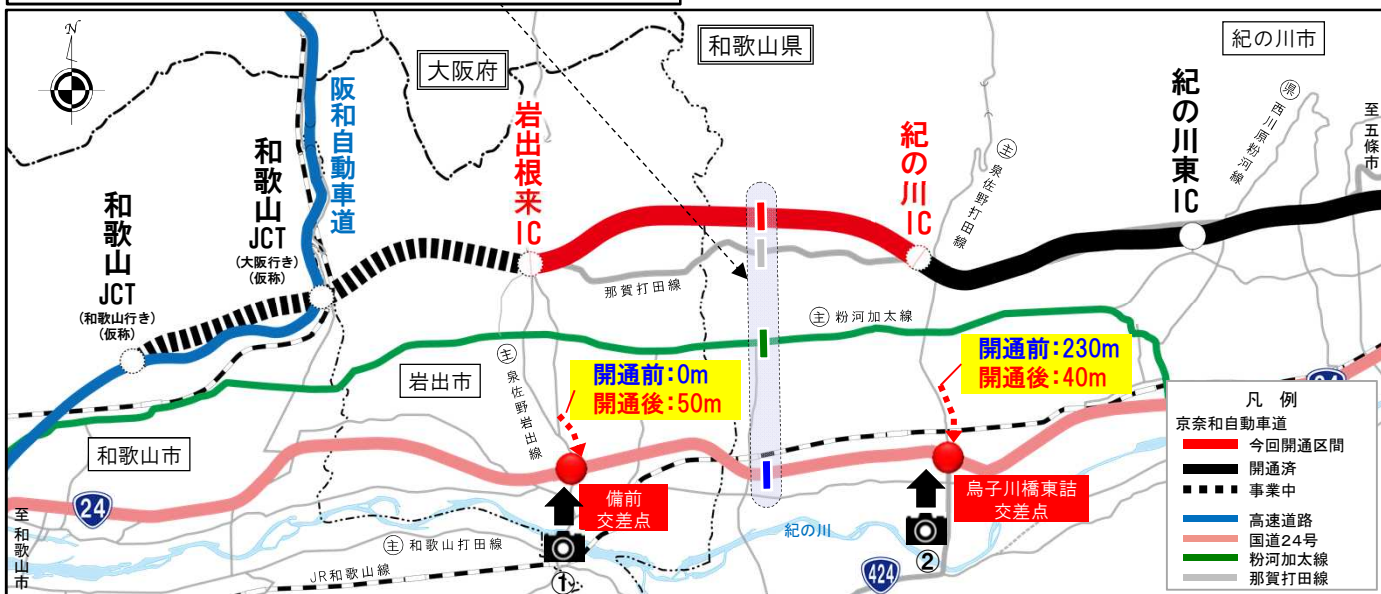 N
大阪府
和歌山県
紀の川市
阪和自動車道
岩出根来IC
紀の川IC
紀の川東IC
㊤
西川原粉河線
至五條市
主
泉佐野打田線
和歌山
JCT
(大阪行き)
(仮称)
和歌山
JCT
(和歌山行き)
(仮称)
那賀打田線
主 粉河加太線
開通前:0m
開通後:50m
開通前:230m
開通後:40m
岩出市
主
泉佐野岩出線
和歌山市
24
24
備前
交差点
烏子川橋東詰
交差点
至和歌山市
主 和歌山打田線
紀の川
JR和歌山線
①
②
424
凡 例
京奈和自動車道
今回開通区間
開通済
事業中
高速道路
国道24号
粉河加太線
那賀打田線